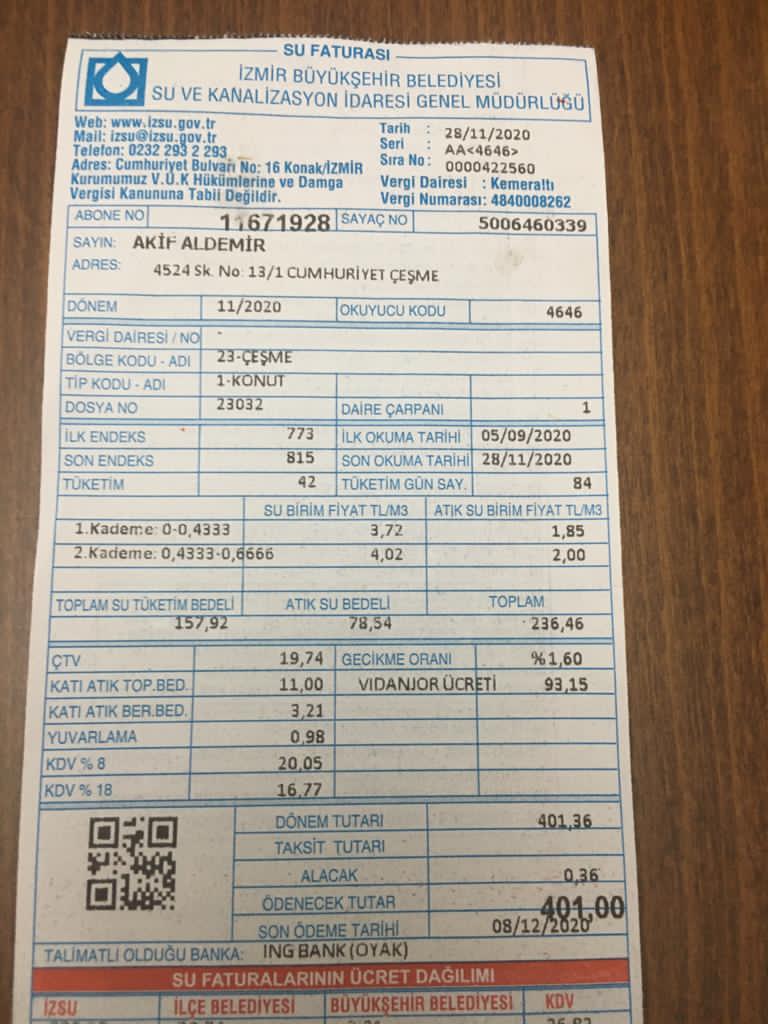 SU FATURASI
İZMİR BÜYÜKŞEHİR BELEDİYESİ
SU VE KANALİZASYON İDARESİ GENEL MÜDÜRLÜĞÜ
Web: www.izsu.gov.tr
Mail: izsu@izsu.gov.tr
Telefon: 0232 293 2 293
Adres: Cumhuriyet Bulvarı No: 16 Konak/İZMİR
Kurumumuz V.U.K Hükümlerine ve Damga
Vergisi Kanununa Tabii Değildir.
Tarih : 28/11/2020
Seri : AA<4646>
Sıra No : 0000422560
Vergi Dairesi : Kemeraltı
Vergi Numarası: 4840008262
ABONE NO 11671928 SAYAÇ NO 5006460339
SAYIN: AKİF ALDEMİR
ADRES: 4524 Sk. No: 13/1 CUMHURİYET ÇEŞME
DÖNEM 11/2020 OKUYUCU KODU 4646
VERGİ DAİRESİ / NO -
BÖLGE KODU - ADI 23-ÇEŞME
TİP KODU - ADI 1-KONUT
DOSYA NO 23032 DAİRE ÇARPANI 1
İLK ENDEKS 773 İLK OKUMA TARİHİ 05/09/2020
SON ENDEKS 815 SON OKUMA TARİHİ 28/11/2020
TÜKETİM 42 TÜKETİM GÜN SAY. 84
SU BİRİM FİYAT TL/M3 ATIK SU BİRİM FİYAT TL/M3
1.Kademe: 0-0,4333 3,72 1,85
2.Kademe: 0,4333-0,6666 4,02 2,00
TOPLAM SU TÜKETİM BEDELİ ATIK SU BEDELİ TOPLAM
157,92 78,54 236,46
ÇTV 19,74 GECİKME ORANI %1,60
KATI ATIK TOP.BED. 11,00 VIDANJOR ÜCRETİ 93,15
KATI ATIK BER.BED. 3,21
YUVARLAMA 0,98
KDV % 8 20,05
KDV % 18 16,77
DÖNEM TUTARI 401,36
TAKSİT TUTARI
ALACAK 0,36
ÖDENECEK TUTAR 401,00
SON ÖDEME TARİHİ 08/12/2020
TALİMATLI OLDUĞU BANKA: ING BANK (OYAK)
SU FATURALARININ ÜCRET DAĞILIMI
İZSU İLÇE BELEDİYESİ BÜYÜKŞEHİR BELEDİYESİ KDV